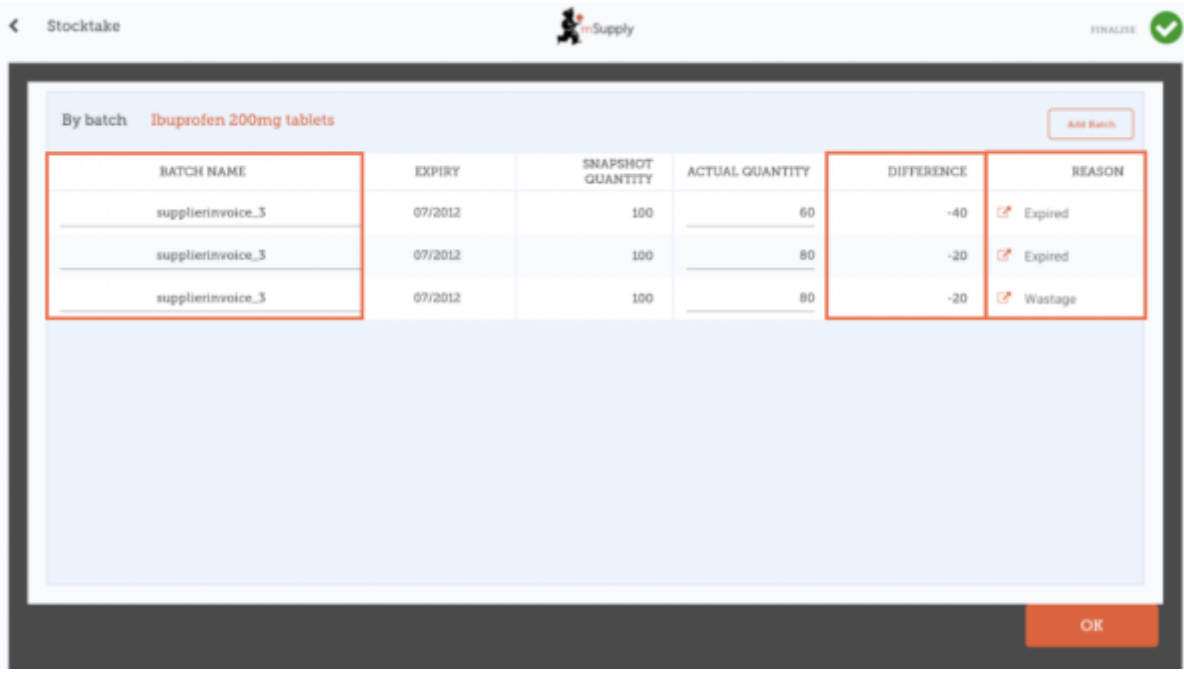 Stocktake
mSupply
FINALISE
By batch Ibuprofen 200mg tablets
Add Batch
BATCH NAME EXPIRY SNAPSHOT QUANTITY ACTUAL QUANTITY DIFFERENCE REASON
supplierinvoice_3 07/2012 100 60 -40 Expired
supplierinvoice_3 07/2012 100 80 -20 Expired
supplierinvoice_3 07/2012 100 80 -20 Wastage
OK